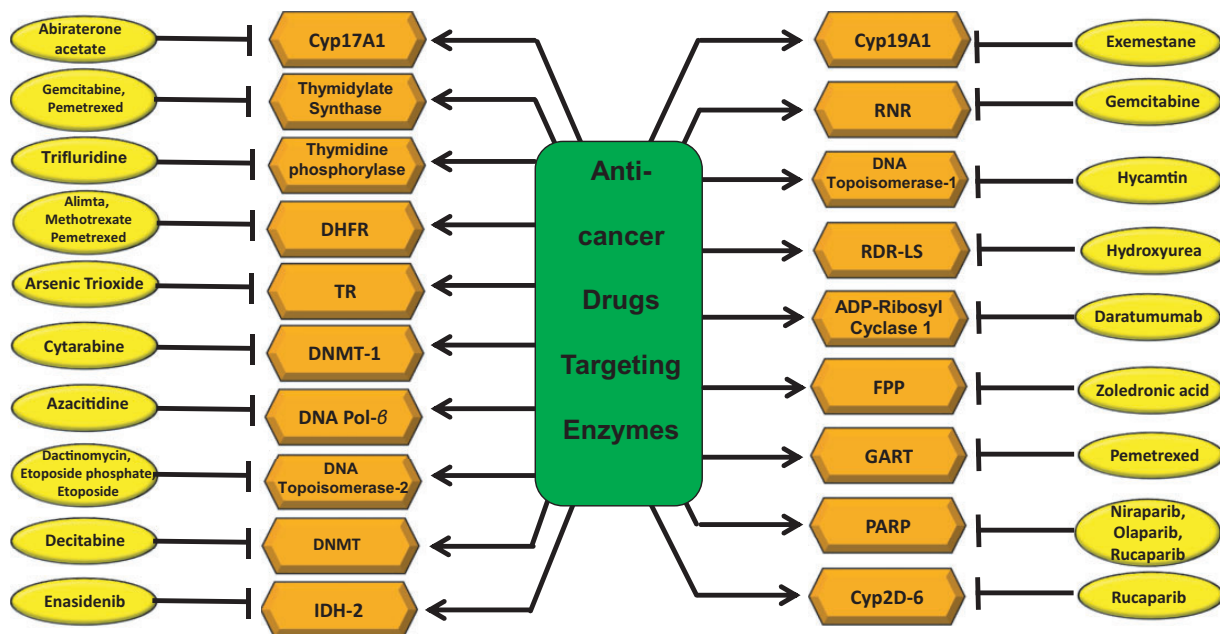 Abiraterone
acetate
Cyp17A1
Gemcitabine,
Pemetrexed
Thymidylate
Synthase
Trifluridine
Thymidine
phosphorylase
Alimta,
Methotrexate
Pemetrexed
DHFR
Arsenic Trioxide
TR
Cytarabine
DNMT-1
Azacitidine
DNA Pol-β
Dactinomycin,
Etoposide phosphate,
Etoposide
DNA
Topoisomerase-2
Decitabine
DNMT
Enasidenib
IDH-2
Anti-
cancer
Drugs
Targeting
Enzymes
Cyp19A1
Exemestane
RNR
Gemcitabine
DNA
Topoisomerase-1
Hycamtin
RDR-LS
Hydroxyurea
ADP-Ribosyl
Cyclase 1
Daratumumab
FPP
Zoledronic acid
GART
Pemetrexed
PARP
Niraparib,
Olaparib,
Rucaparib
Cyp2D-6
Rucaparib